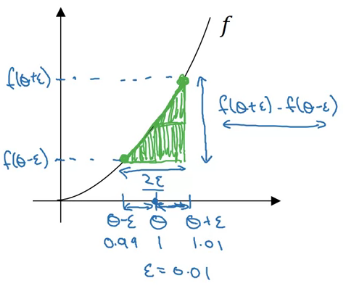 f
f(θ+ε)
f(θ+ε) - f(θ-ε)
f(θ-ε)
2ε
θ-ε θ θ+ε
0.99 1 1.01
ε = 0.01